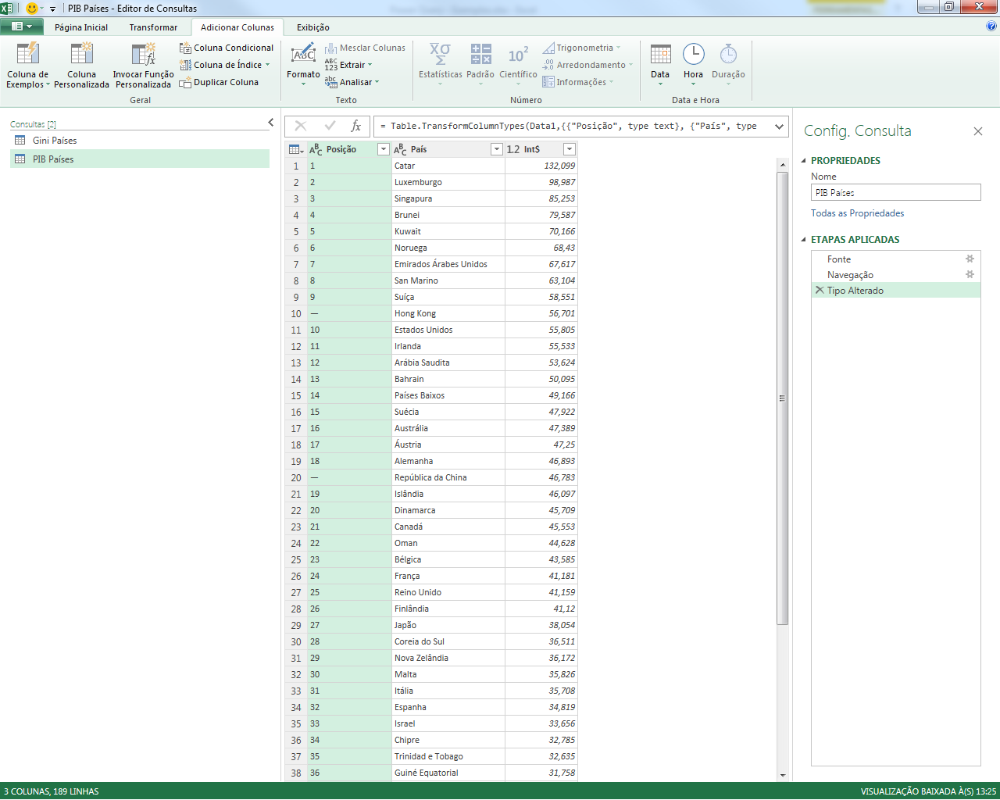 PIB Países - Editor de Consultas
Página Inicial Transformar Adicionar Colunas Exibição
Coluna de Exemplos
Coluna Personalizada
Invocar Função Personalizada
Coluna Condicional
Coluna de Índice
Duplicar Coluna
Geral
ABC
Formato
Mesclar Colunas
ABC 123 Extrair
abc Analisar
Texto
XΟ Σ
Estatísticas
Padrão
10²
Científico
Trigonometria
.00 Arredondamento
Informações
Número
Data
Hora
Duração
Data e Hora
Consultas [2]
Gini Países
PIB Países
fx = Table.TransformColumnTypes(Data1,{{"Posição", type text}, {"País", type
ABC Posição ABC País 1.2 Int$
1 1 Catar 132,099
2 2 Luxemburgo 98,987
3 3 Singapura 85,253
4 4 Brunei 79,587
5 5 Kuwait 70,166
6 6 Noruega 68,43
7 7 Emirados Árabes Unidos 67,617
8 8 San Marino 63,104
9 9 Suíça 58,551
10 — Hong Kong 56,701
11 10 Estados Unidos 55,805
12 11 Irlanda 55,533
13 12 Arábia Saudita 53,624
14 13 Bahrain 50,095
15 14 Países Baixos 49,166
16 15 Suécia 47,922
17 16 Austrália 47,389
18 17 Áustria 47,25
19 18 Alemanha 46,893
20 — República da China 46,783
21 19 Islândia 46,097
22 20 Dinamarca 45,709
23 21 Canadá 45,553
24 22 Oman 44,628
25 23 Bélgica 43,585
26 24 França 41,181
27 25 Reino Unido 41,159
28 26 Finlândia 41,12
29 27 Japão 38,054
30 28 Coreia do Sul 36,511
31 29 Nova Zelândia 36,172
32 30 Malta 35,826
33 31 Itália 35,708
34 32 Espanha 34,819
35 33 Israel 33,656
36 34 Chipre 32,785
37 35 Trinidad e Tobago 32,635
38 36 Guiné Equatorial 31,758
Config. Consulta
PROPRIEDADES
Nome
PIB Países
Todas as Propriedades
ETAPAS APLICADAS
Fonte
Navegação
Tipo Alterado
3 COLUNAS, 189 LINHAS
VISUALIZAÇÃO BAIXADA À(S) 13:25